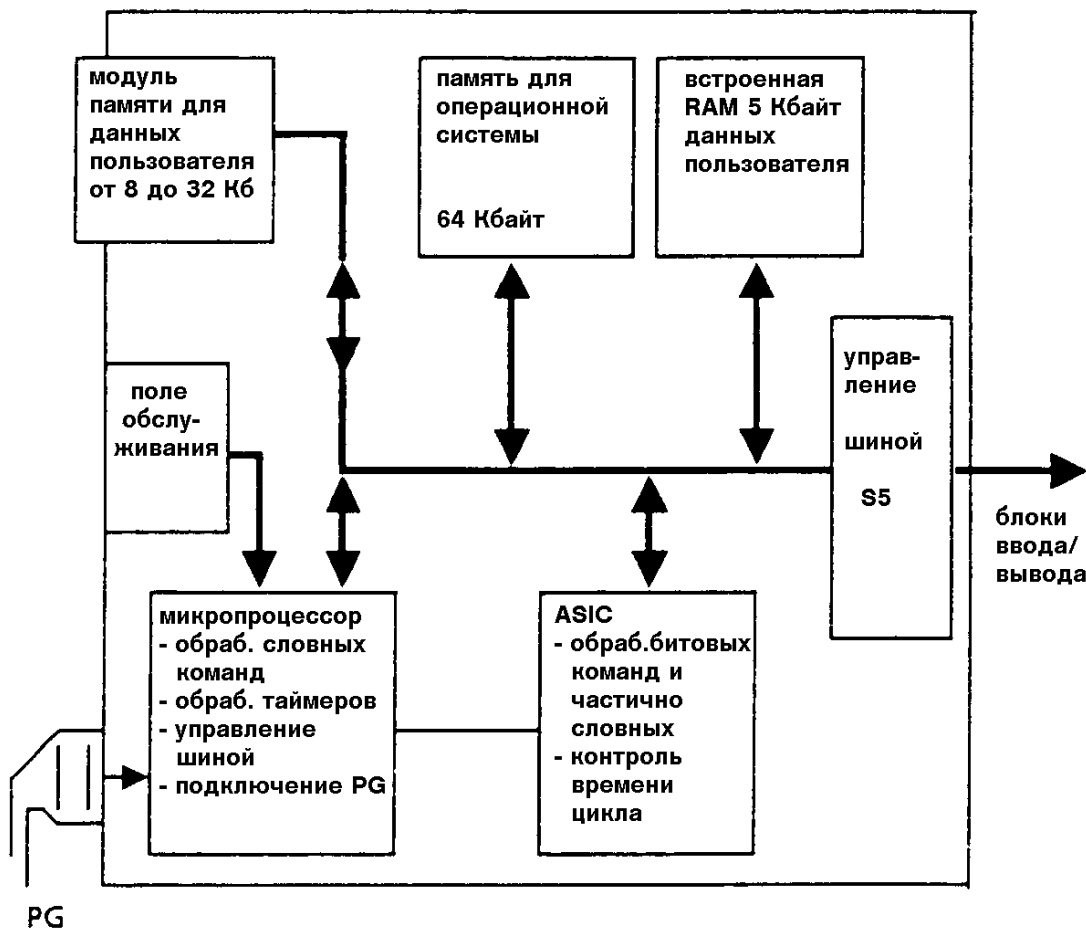 модуль
памяти для
данных
пользователя
от 8 до 32 Кб
память для
операционной
системы
64 Кбайт
встроенная
RAM 5 Кбайт
данных
пользователя
поле
обслу-
живания
управ-
ление
шиной
S5
блоки
ввода/
вывода
микропроцессор
- обраб. словных
команд
- обраб. таймеров
- управление
шиной
- подключение PG
ASIC
- обраб.битовых
команд и
частично
словных
- контроль
времени
цикла
PG